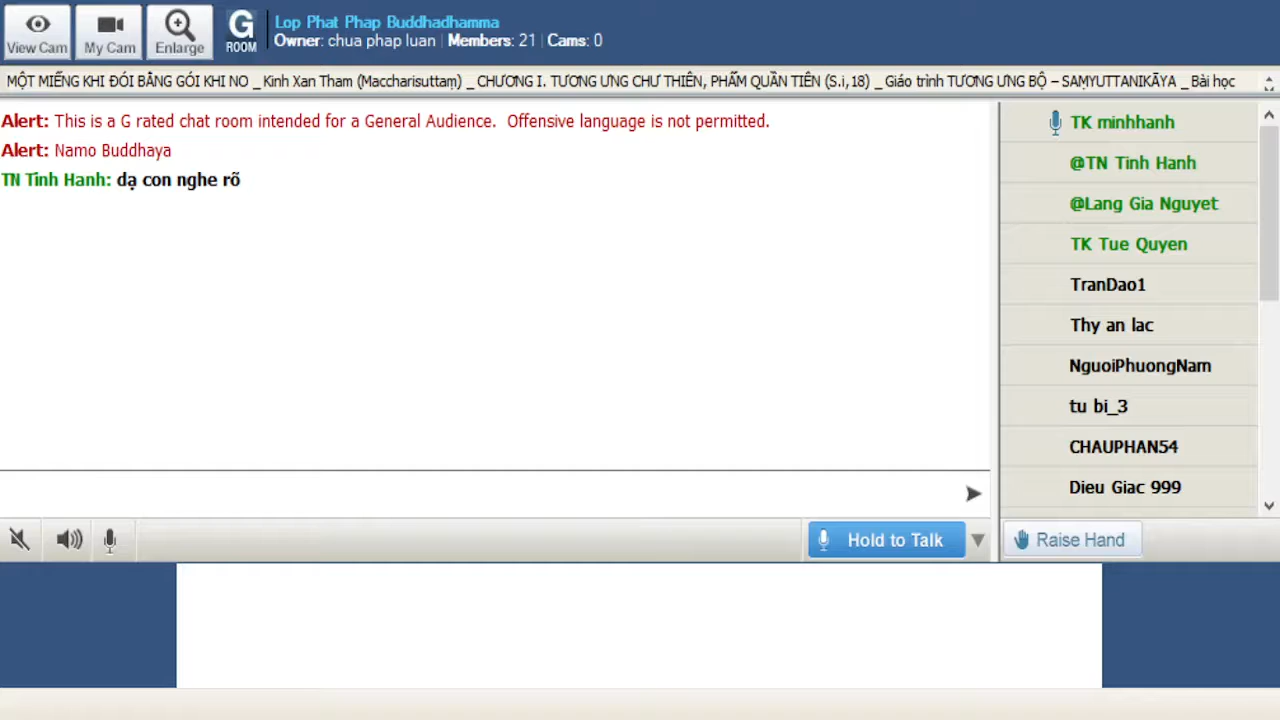 View Cam
My Cam
Enlarge
G
ROOM
Lop Phat Phap Buddhadhamma
Owner: chua phap luan | Members: 21 | Cams: 0
MỘT MIẾNG KHI ĐÓI BẰNG GÓI KHI NO _ Kinh Xan Tham (Maccharisuttaṃ) _ CHƯƠNG I. TƯƠNG ƯNG CHƯ THIÊN, PHẨM QUẦN TIÊN (S.i,18) _ Giáo trình TƯƠNG ƯNG BỘ – SAṂYUTTANIKĀYA _ Bài học
Alert: This is a G rated chat room intended for a General Audience. Offensive language is not permitted.
Alert: Namo Buddhaya
TN Tinh Hanh: dạ con nghe rõ
TK minhhanh
@TN Tinh Hanh
@Lang Gia Nguyet
TK Tue Quyen
TranDao1
Thy an lac
NguoiPhuongNam
tu bi_3
CHAUPHAN54
Dieu Giac 999
Hold to Talk
Raise Hand